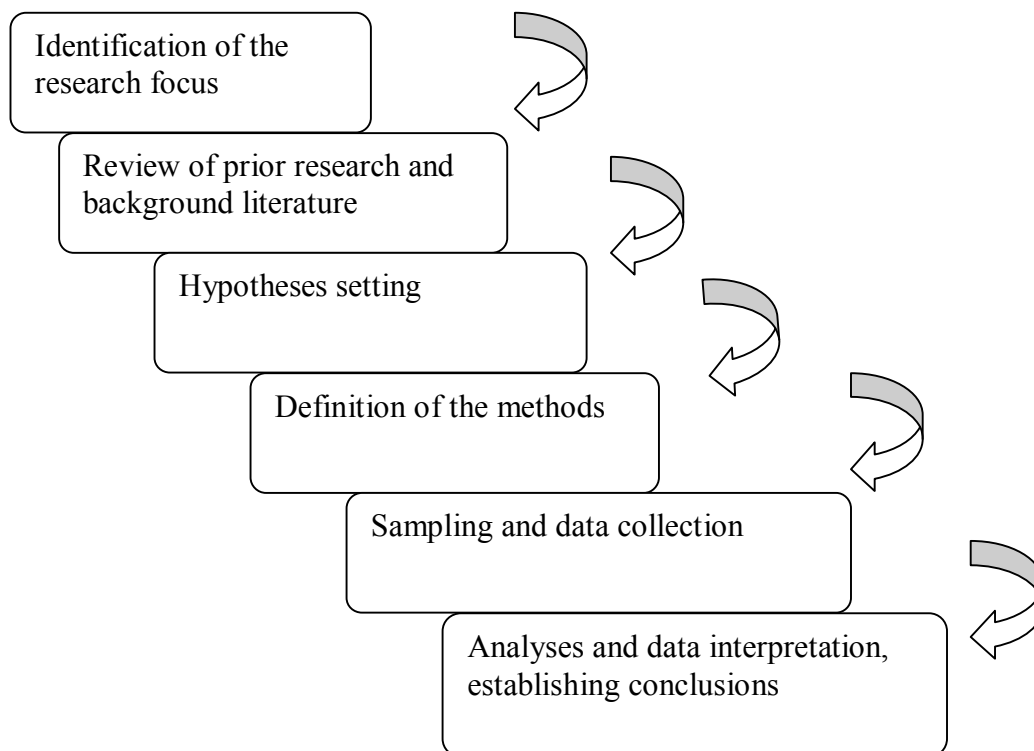 Identification of the
research focus
Review of prior research and
background literature
Hypotheses setting
Definition of the methods
Sampling and data collection
Analyses and data interpretation,
establishing conclusions